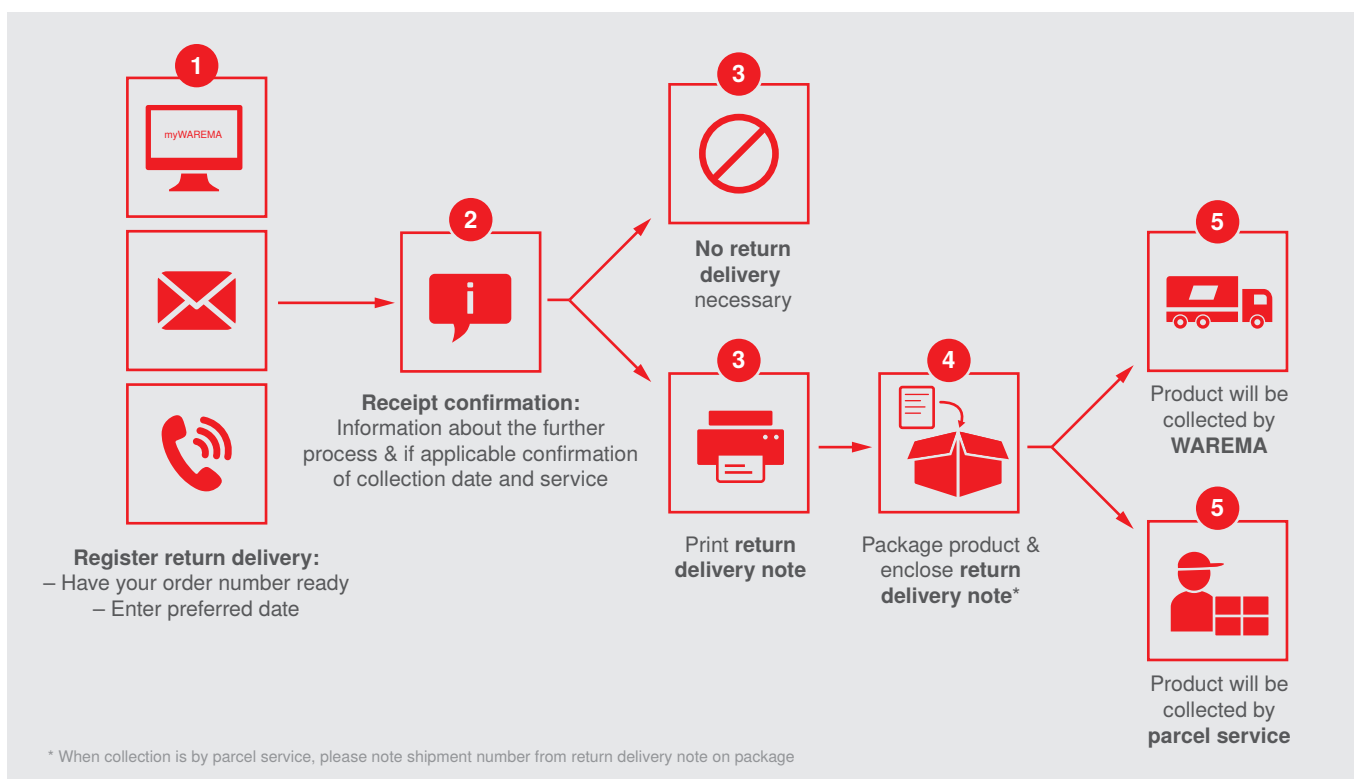 1
myWAREMA
Register return delivery:
– Have your order number ready
– Enter preferred date
2
i
Receipt confirmation:
Information about the further
process & if applicable confirmation
of collection date and service
3
No return
delivery
necessary
3
Print return
delivery note
4
Package product &
enclose return
delivery note*
5
Product will be
collected by
WAREMA
5
Product will be
collected by
parcel service
* When collection is by parcel service, please note shipment number from return delivery note on package